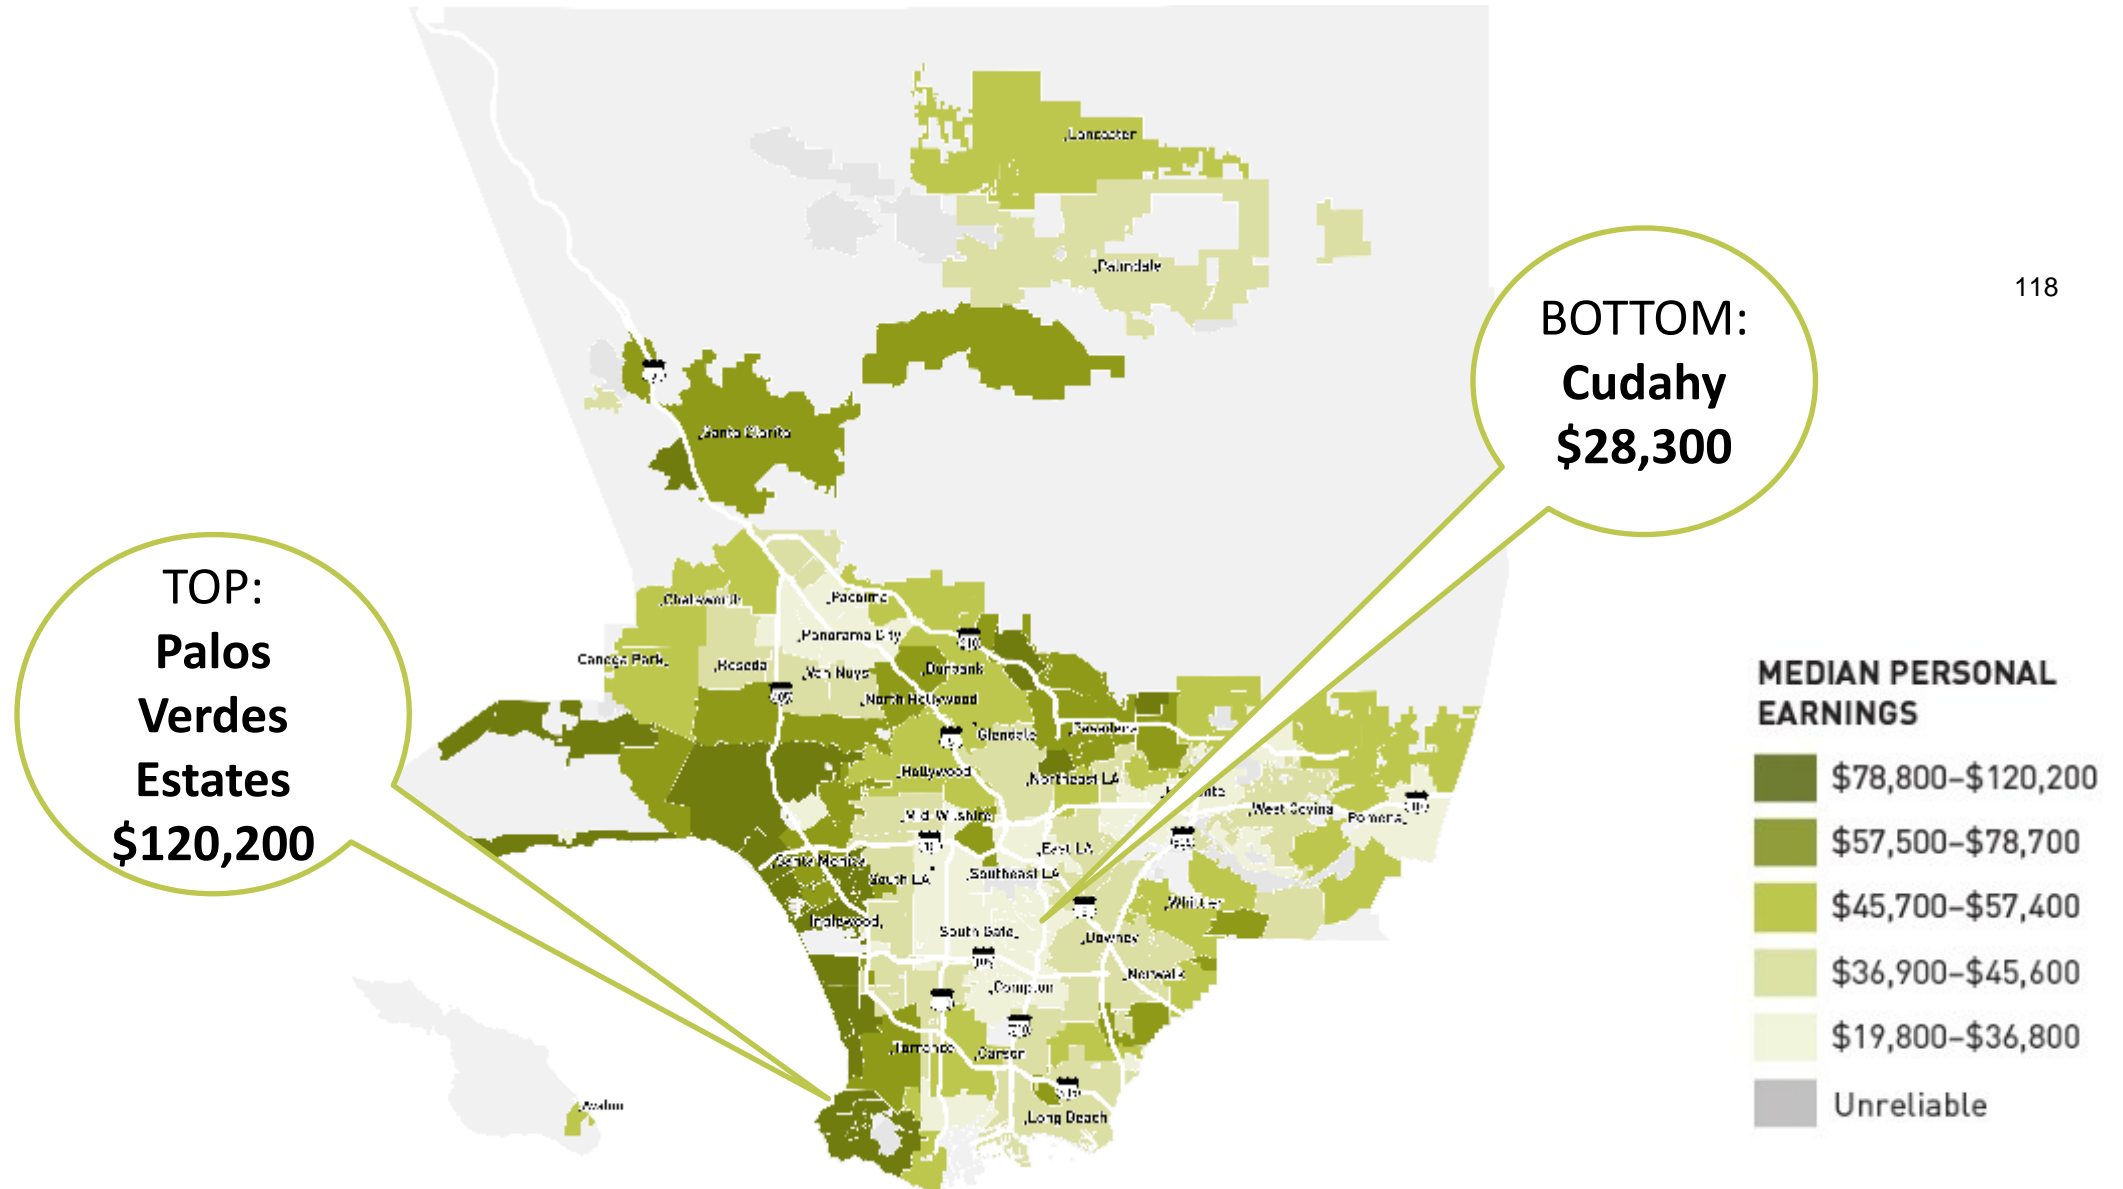 Lancaster
Palmdale
118
BOTTOM:
Cudahy
$28,300
Santa Clarita
TOP:
Palos
Verdes
Estates
$120,200
Chatsworth
Pacoima
Panorama City
Canoga Park
Reseda
Van Nuys
Burbank
North Hollywood
Glendale
Pasadena
Hollywood
Northeast LA
Mid-Wilshire
West Covina
Pomona
East LA
Santa Monica
South LA
Southeast LA
Whittier
Inglewood
South Gate
Downey
Norwalk
Compton
Torrance
Carson
Long Beach
Avalon
MEDIAN PERSONAL
EARNINGS
$78,800–$120,200
$57,500–$78,700
$45,700–$57,400
$36,900–$45,600
$19,800–$36,800
Unreliable